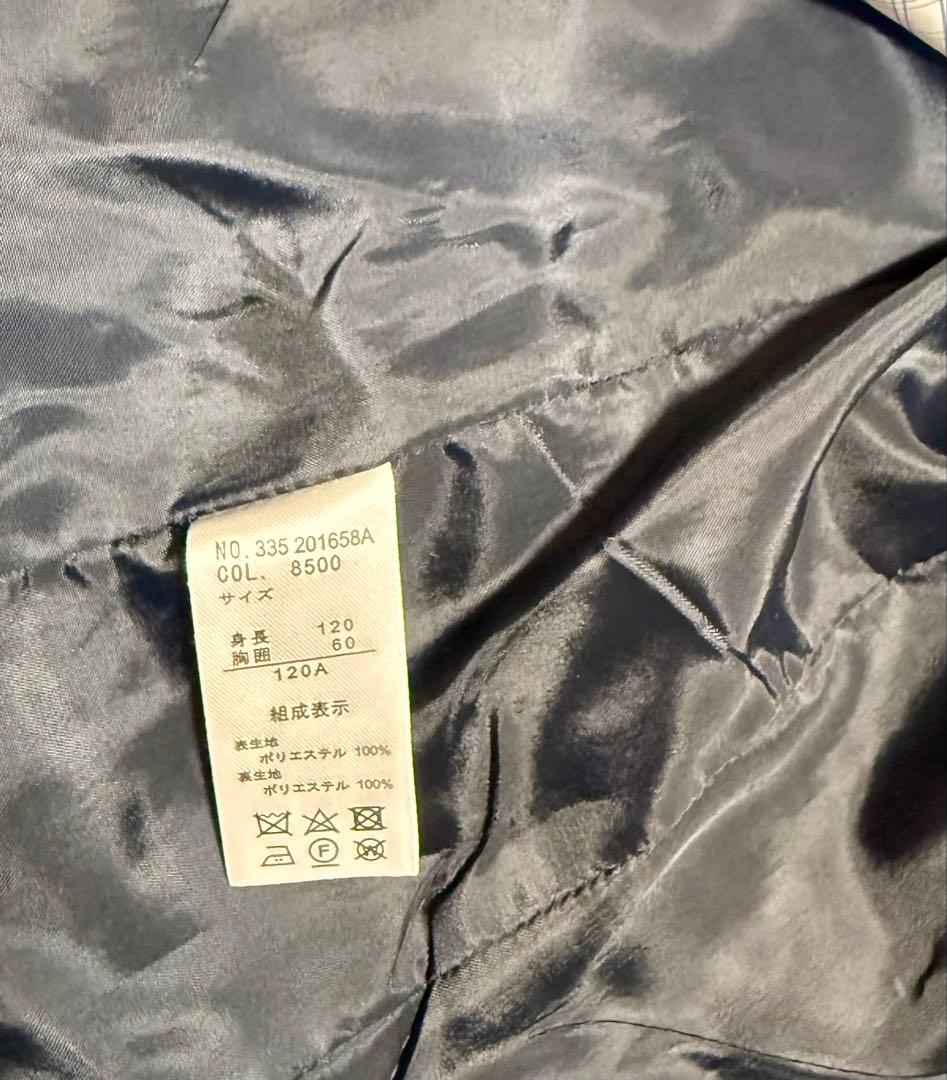 NO.335 201658A
COL. 8500
サイズ
身長 120
胸囲 60
120A
組成表示
表生地
ポリエステル 100%
裏生地
ポリエステル 100%
F
W